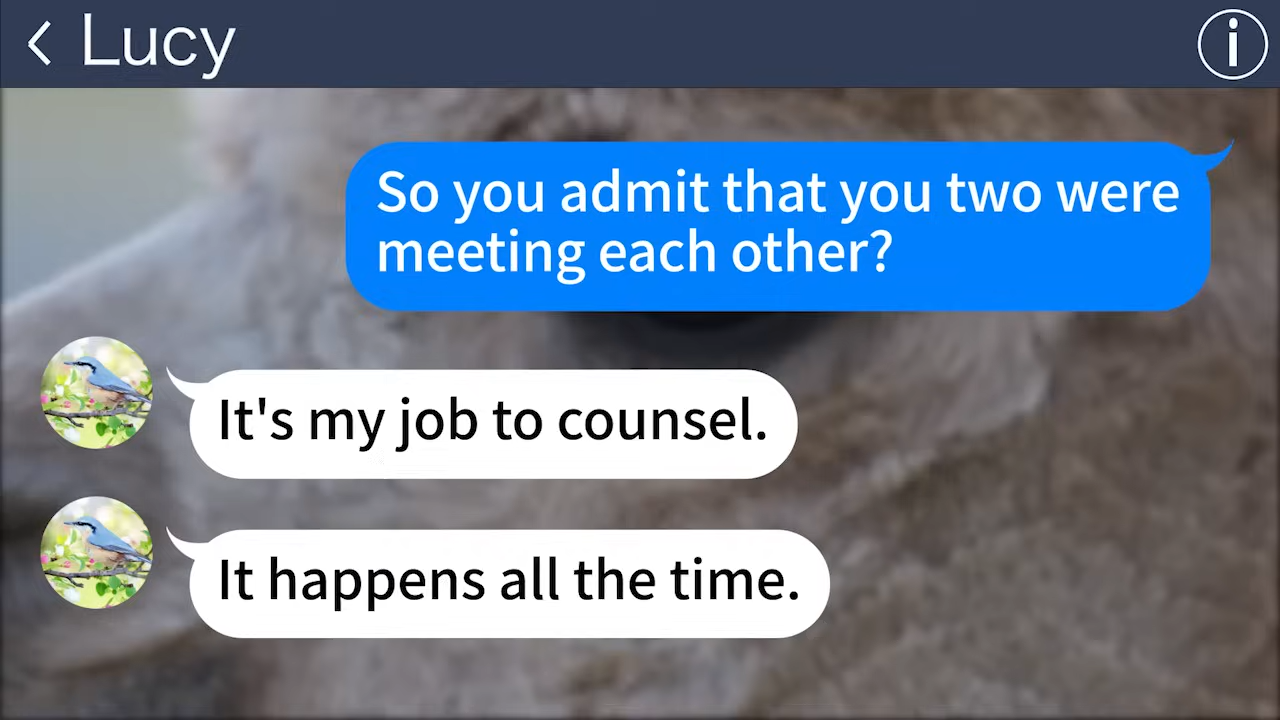 Lucy
So you admit that you two were
meeting each other?
It's my job to counsel.
It happens all the time.